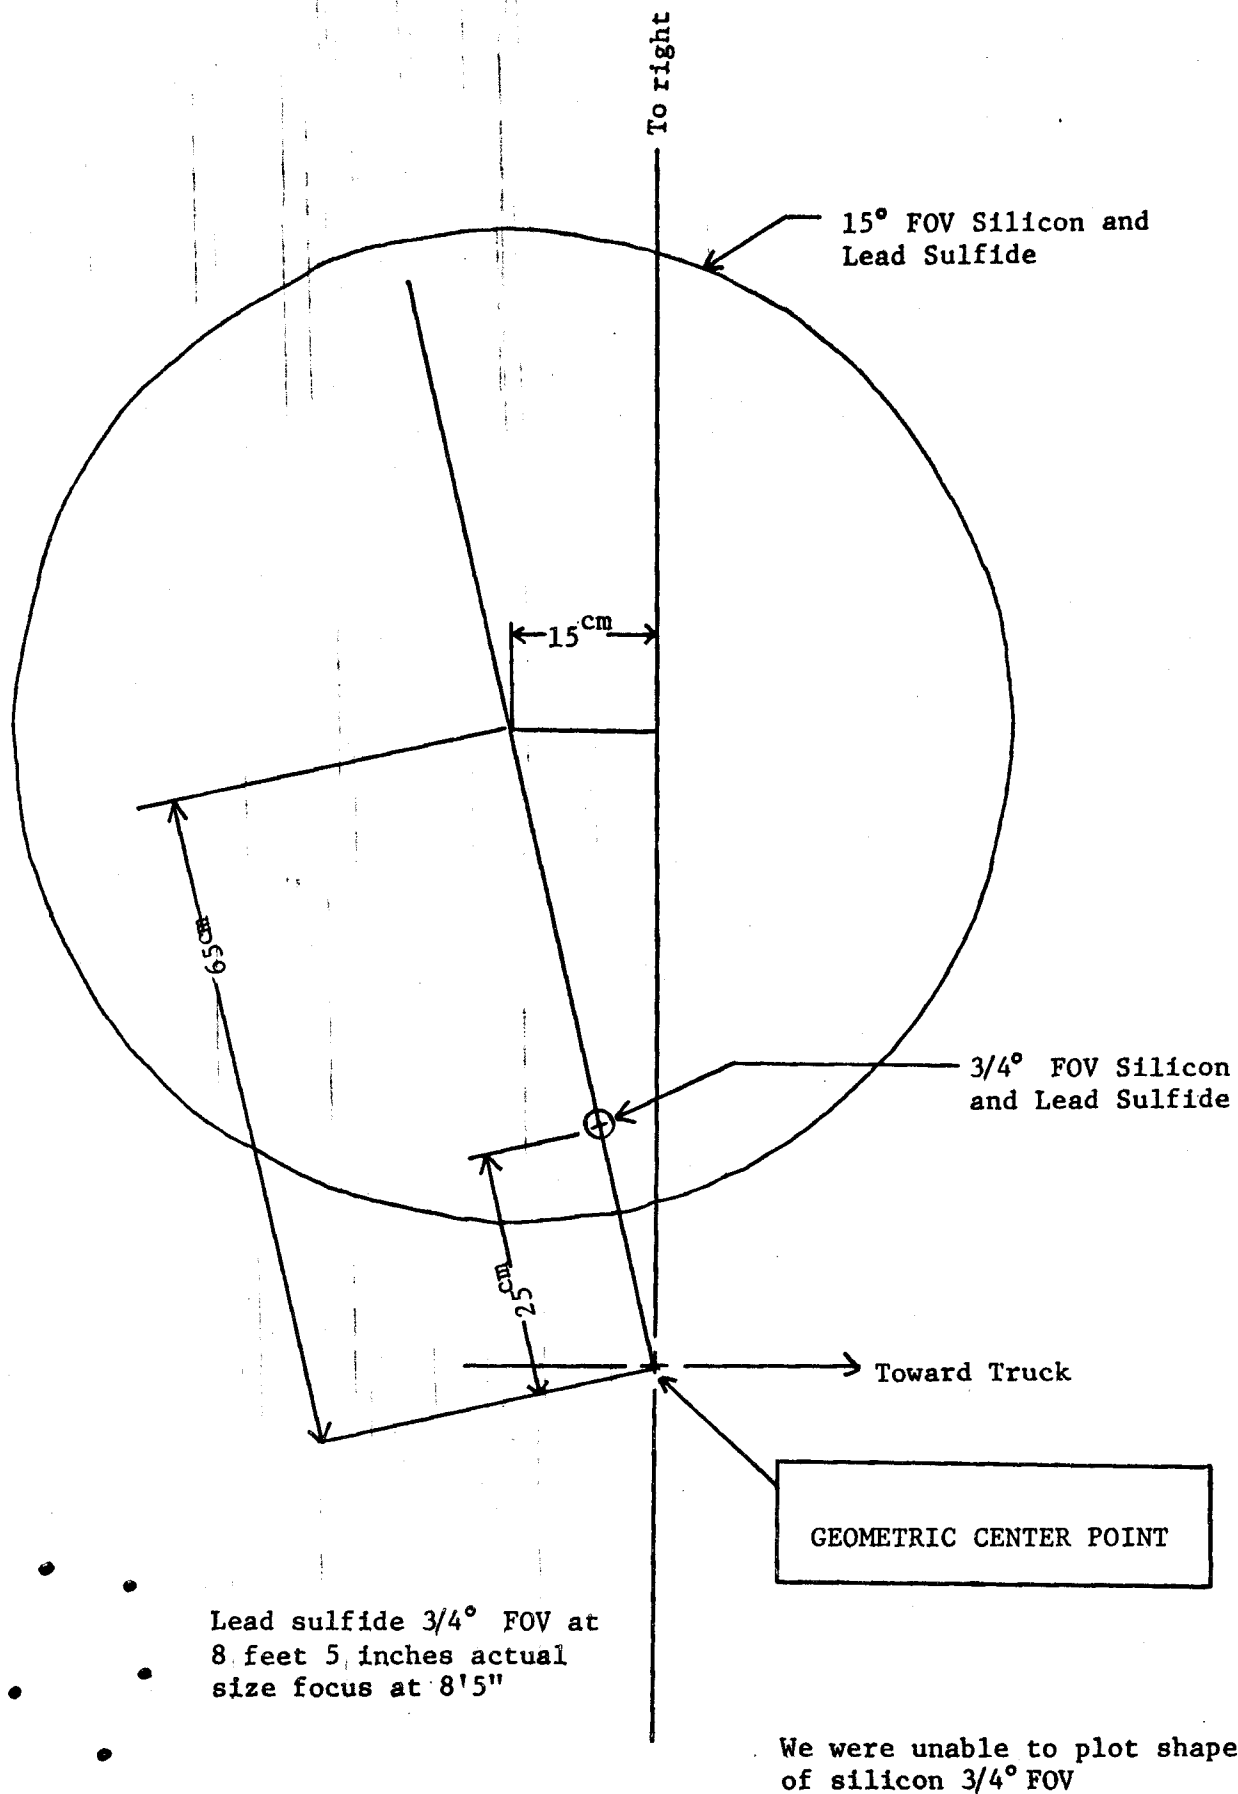 To right
15° FOV Silicon and
Lead Sulfide
15cm
65cm
3/4° FOV Silicon
and Lead Sulfide
25cm
Toward Truck
GEOMETRIC CENTER POINT
Lead sulfide 3/4° FOV at
8 feet 5 inches actual
size focus at 8'5"
We were unable to plot shape
of silicon 3/4° FOV